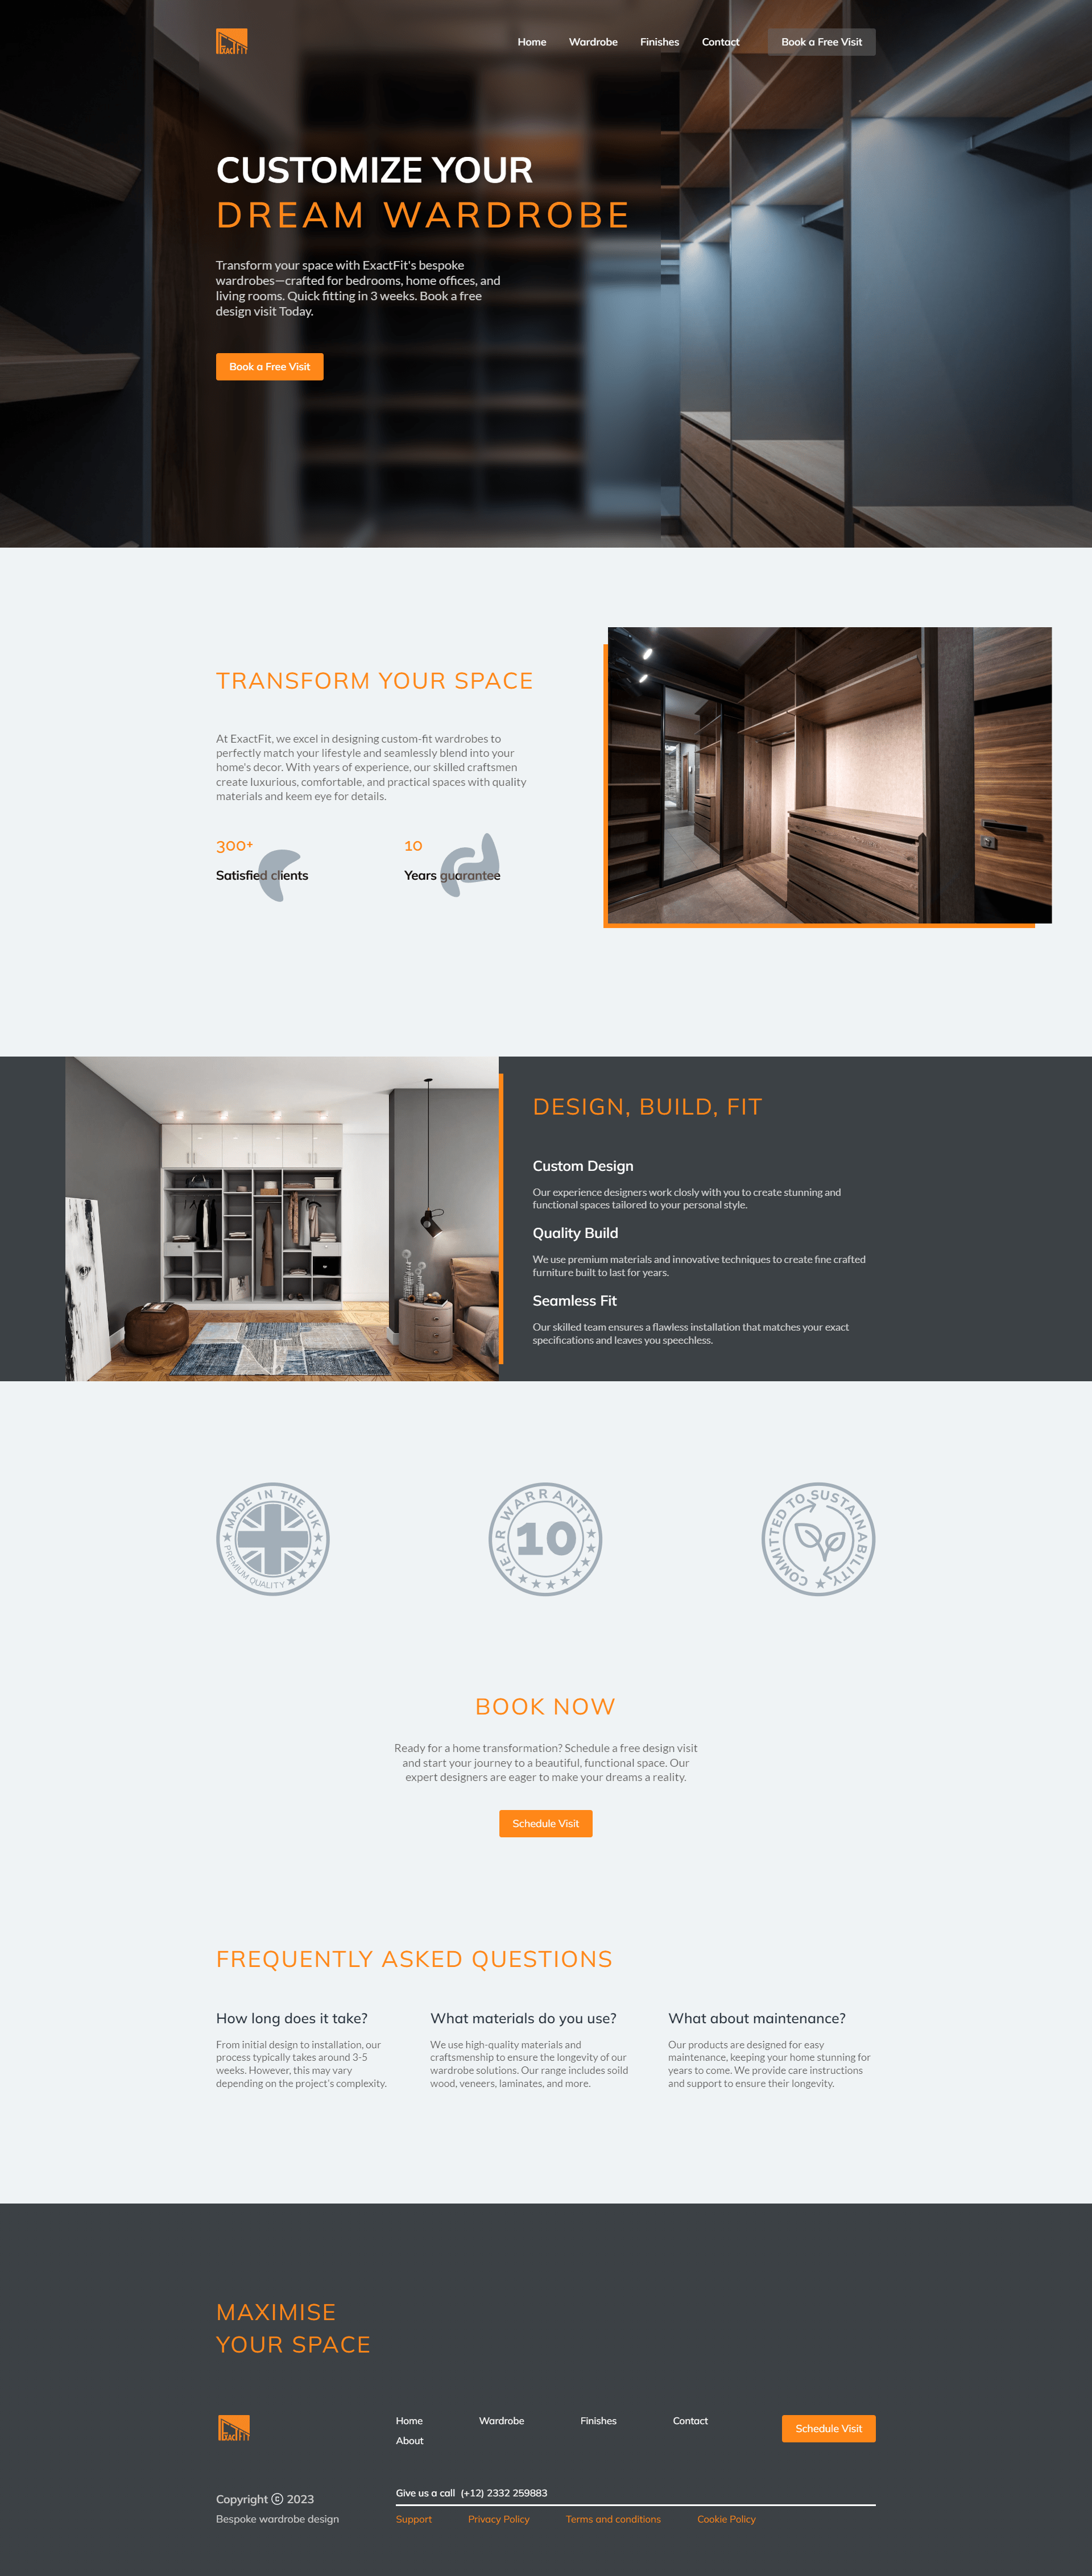 EXACTFIT
Home Wardrobe Finishes Contact Book a Free Visit
CUSTOMIZE YOUR
DREAM WARDROBE
Transform your space with ExactFit's bespoke
wardrobes—crafted for bedrooms, home offices, and
living rooms. Quick fitting in 3 weeks. Book a free
design visit Today.
Book a Free Visit
TRANSFORM YOUR SPACE
At ExactFit, we excel in designing custom-fit wardrobes to
perfectly match your lifestyle and seamlessly blend into your
home's decor. With years of experience, our skilled craftsmen
create luxurious, comfortable, and practical spaces with quality
materials and keem eye for details.
300+
Satisfied clients
10
Years guarantee
DESIGN, BUILD, FIT
Custom Design
Our experience designers work closly with you to create stunning and
functional spaces tailored to your personal style.
Quality Build
We use premium materials and innovative techniques to create fine crafted
furniture built to last for years.
Seamless Fit
Our skilled team ensures a flawless installation that matches your exact
specifications and leaves you speechless.
MADE IN THE UK
PREMIUM QUALITY
YEAR WARRANTY
10
COMMITTED TO SUSTAINABILITY
BOOK NOW
Ready for a home transformation? Schedule a free design visit
and start your journey to a beautiful, functional space. Our
expert designers are eager to make your dreams a reality.
Schedule Visit
FREQUENTLY ASKED QUESTIONS
How long does it take?
From initial design to installation, our
process typically takes around 3-5
weeks. However, this may vary
depending on the project's complexity.
What materials do you use?
We use high-quality materials and
craftsmenship to ensure the longevity of our
wardrobe solutions. Our range includes soild
wood, veneers, laminates, and more.
What about maintenance?
Our products are designed for easy
maintenance, keeping your home stunning for
years to come. We provide care instructions
and support to ensure their longevity.
MAXIMISE
YOUR SPACE
EXACTFIT
Home Wardrobe Finishes Contact
About
Schedule Visit
Give us a call (+12) 2332 259883
Copyright © 2023
Bespoke wardrobe design
Support Privacy Policy Terms and conditions Cookie Policy